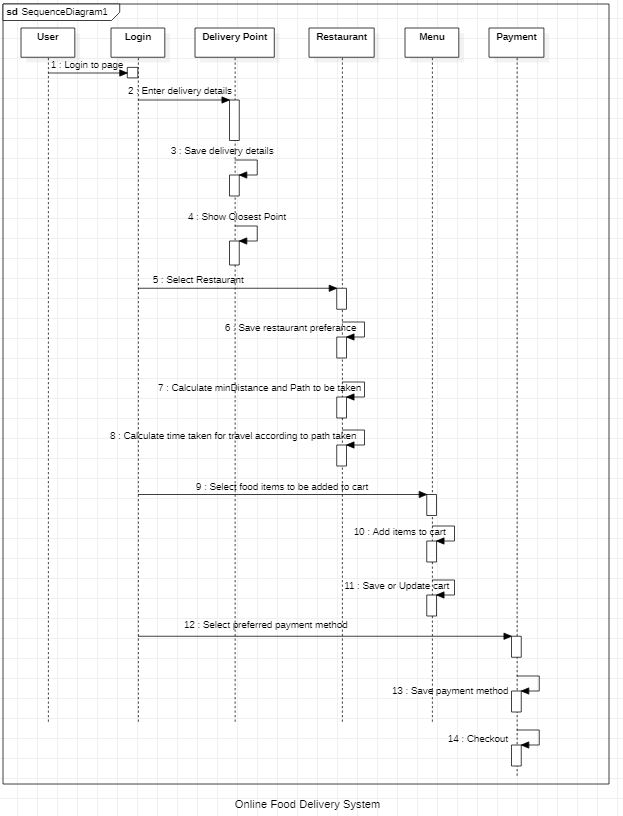 sd SequenceDiagram1
User
Login
Delivery Point
Restaurant
Menu
Payment
1 : Login to page
2 : Enter delivery details
3 : Save delivery details
4 : Show Closest Point
5 : Select Restaurant
6 : Save restaurant preferance
7 : Calculate minDistance and Path to be taken
8 : Calculate time taken for travel according to path taken
9 : Select food items to be added to cart
10 : Add items to cart
11 : Save or Update cart
12 : Select preferred payment method
13 : Save payment method
14 : Checkout
Online Food Delivery System